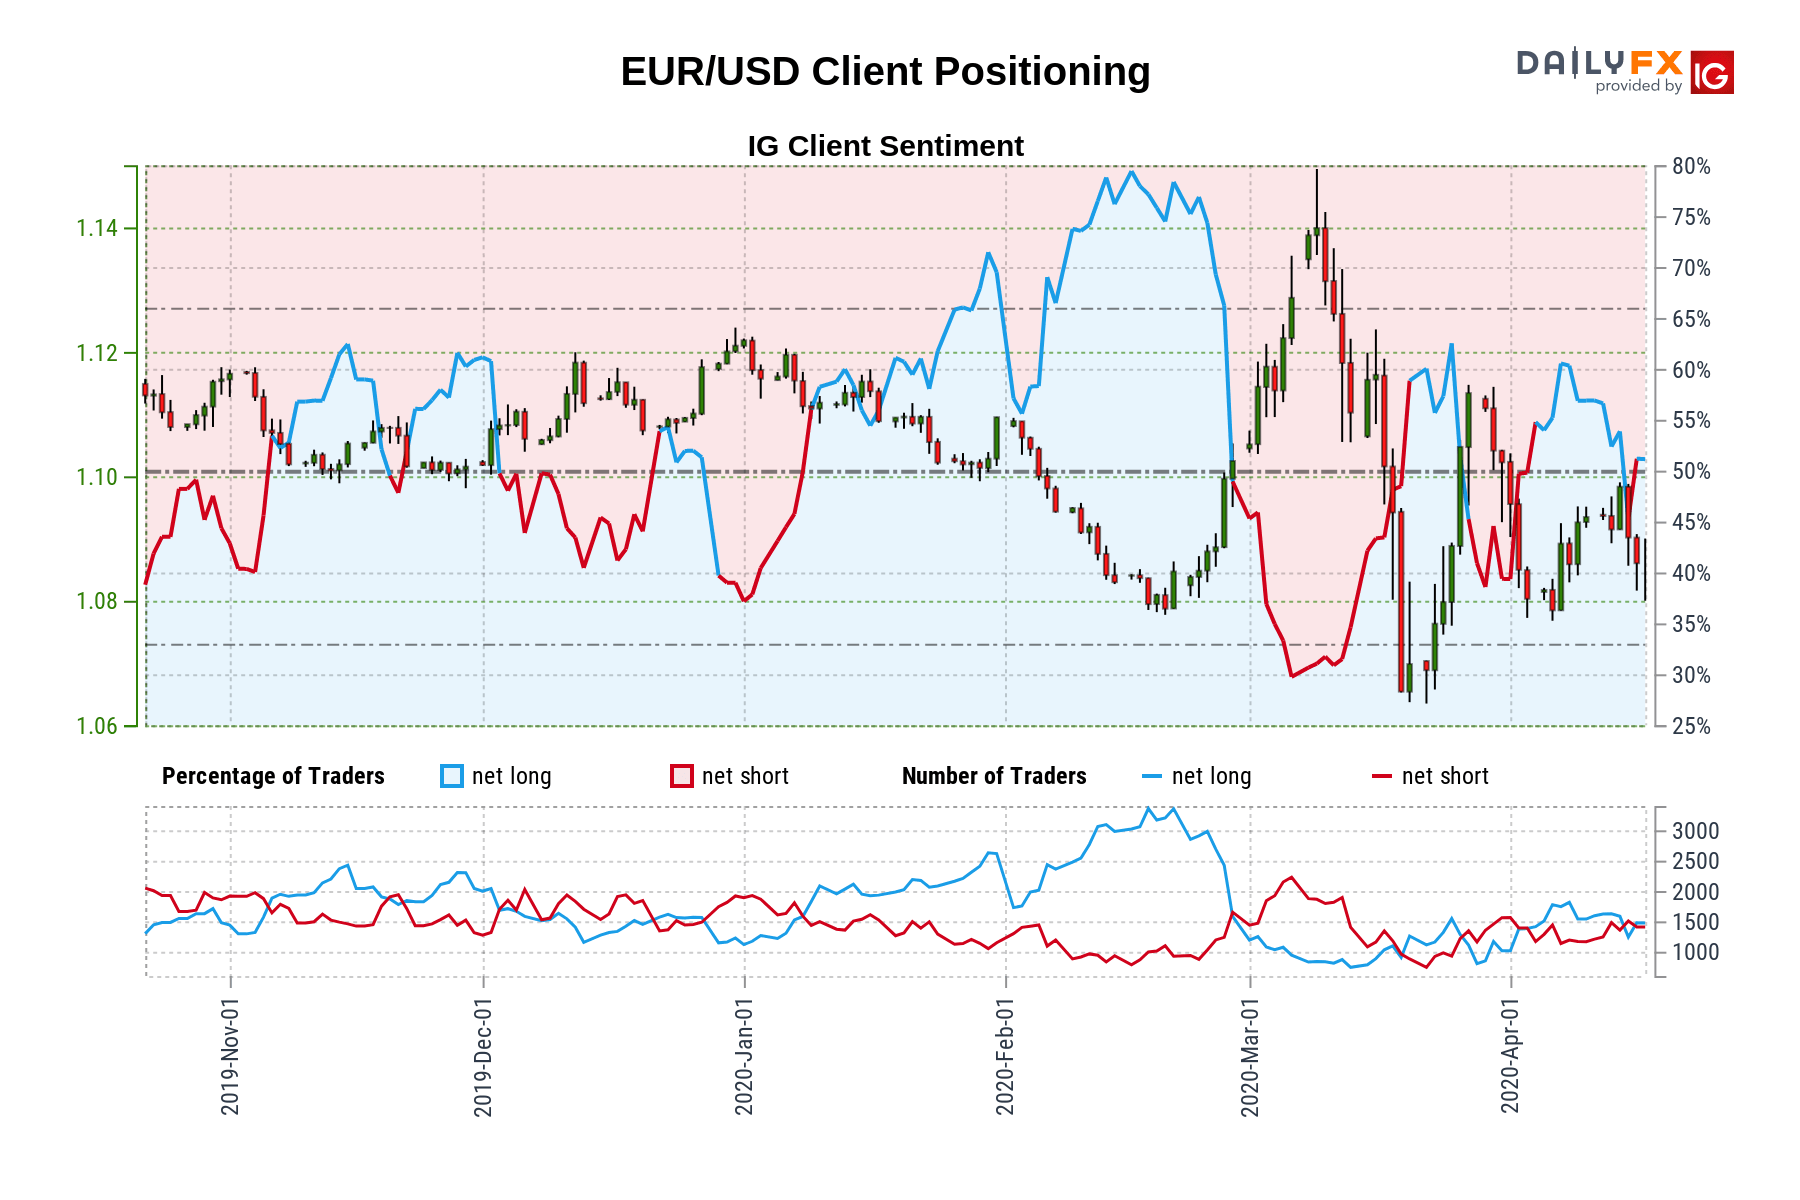 EUR/USD Client Positioning
DAILYFX
provided by IG
IG Client Sentiment
1.14
1.12
1.10
1.08
1.06
80%
75%
70%
65%
60%
55%
50%
45%
40%
35%
30%
25%
Percentage of Traders net long net short Number of Traders net long net short
3000
2500
2000
1500
1000
2019-Nov-01
2019-Dec-01
2020-Jan-01
2020-Feb-01
2020-Mar-01
2020-Apr-01